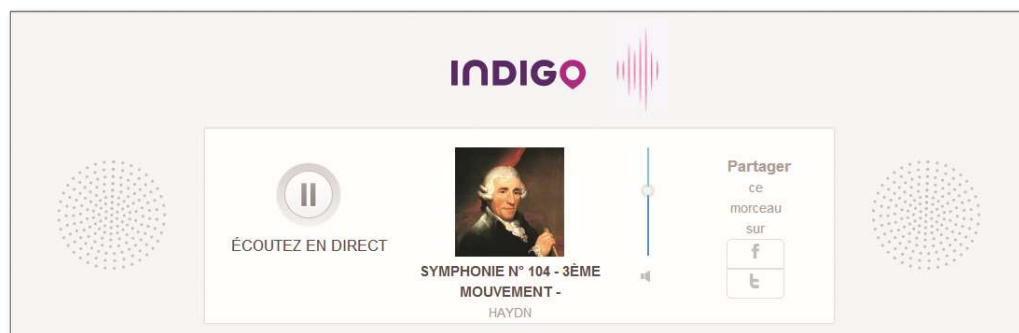 INDIGO
ÉCOUTEZ EN DIRECT
SYMPHONIE N° 104 - 3ÈME
MOUVEMENT -
HAYDN
Partager
ce
morceau
sur
f
t